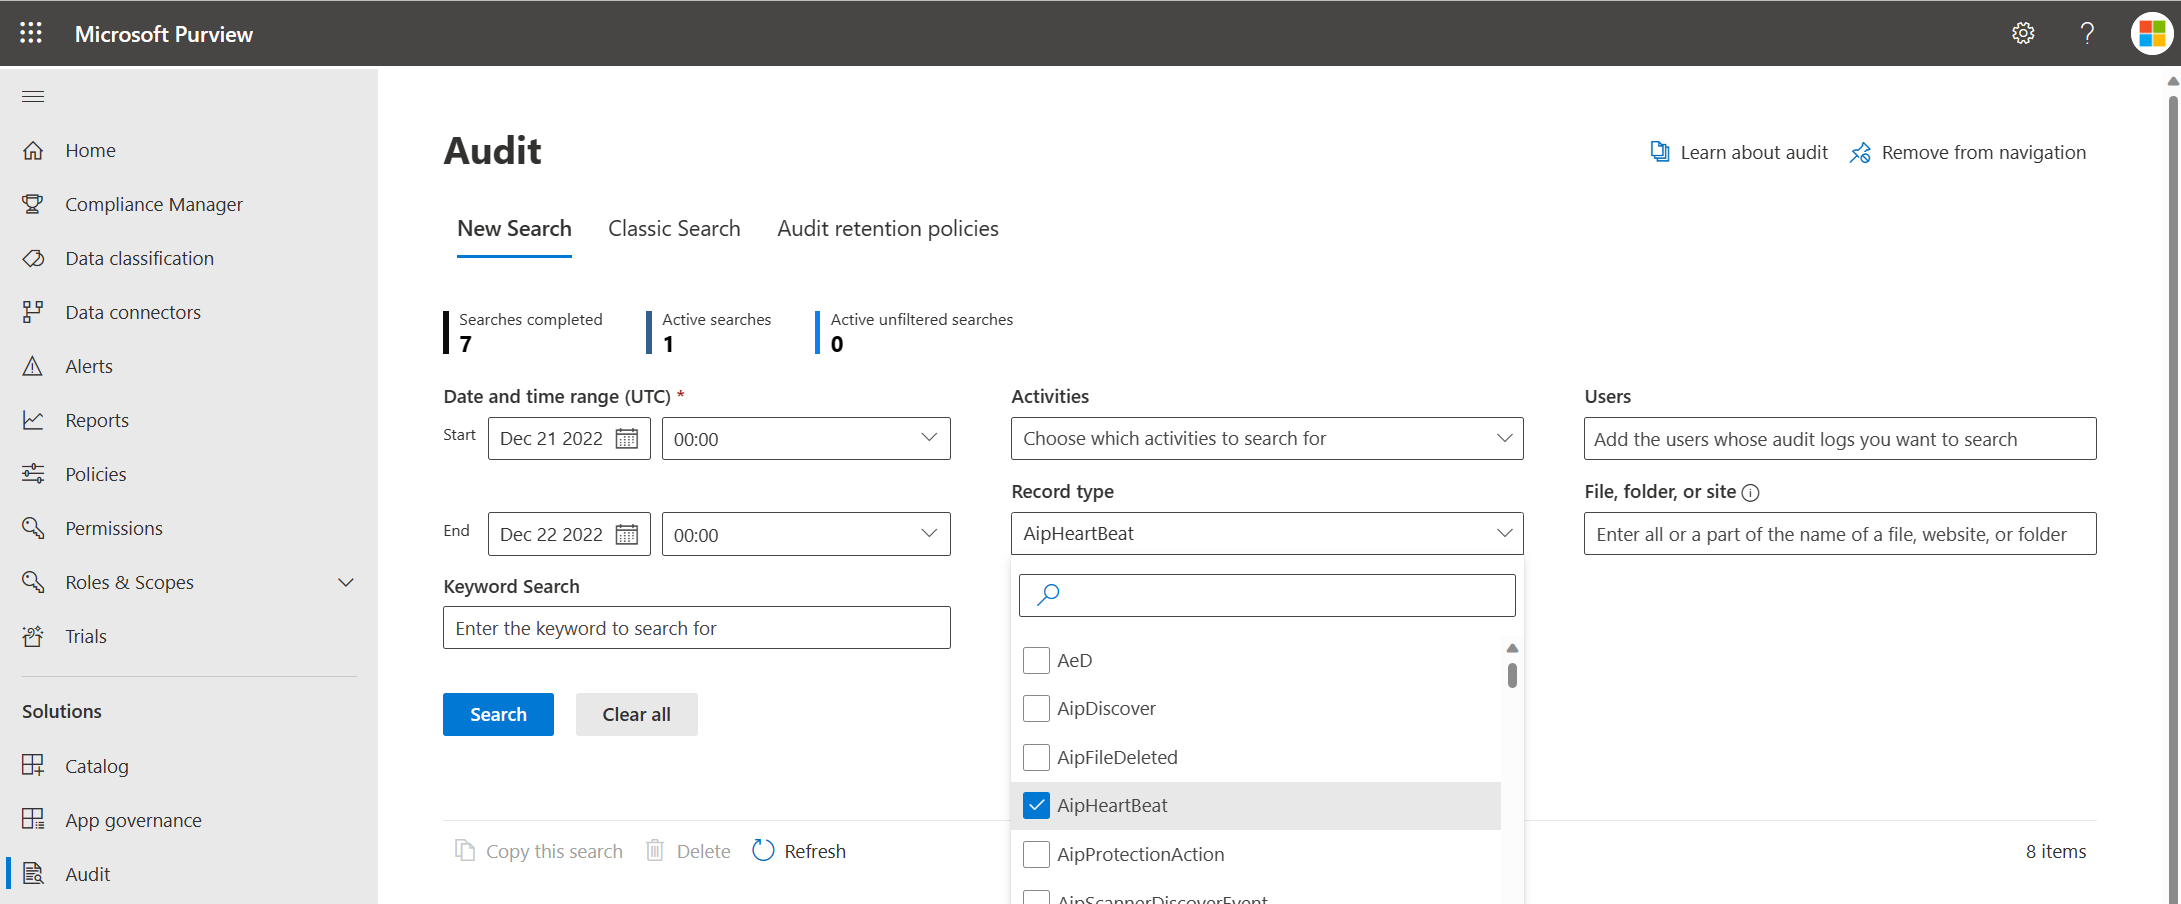 Microsoft Purview
?
Home
Compliance Manager
Data classification
Data connectors
Alerts
Reports
Policies
Permissions
Roles & Scopes
Trials
Solutions
Catalog
App governance
Audit
Audit
Learn about audit
Remove from navigation
New Search
Classic Search
Audit retention policies
Searches completed
7
Active searches
1
Active unfiltered searches
0
Date and time range (UTC) *
Start
Dec 21 2022
00:00
End
Dec 22 2022
00:00
Keyword Search
Enter the keyword to search for
Activities
Choose which activities to search for
Record type
AipHeartBeat
AeD
AipDiscover
AipFileDeleted
AipHeartBeat
AipProtectionAction
AipScannerDiscoverEvent
Users
Add the users whose audit logs you want to search
File, folder, or site
Enter all or a part of the name of a file, website, or folder
Search
Clear all
Copy this search
Delete
Refresh
8 items